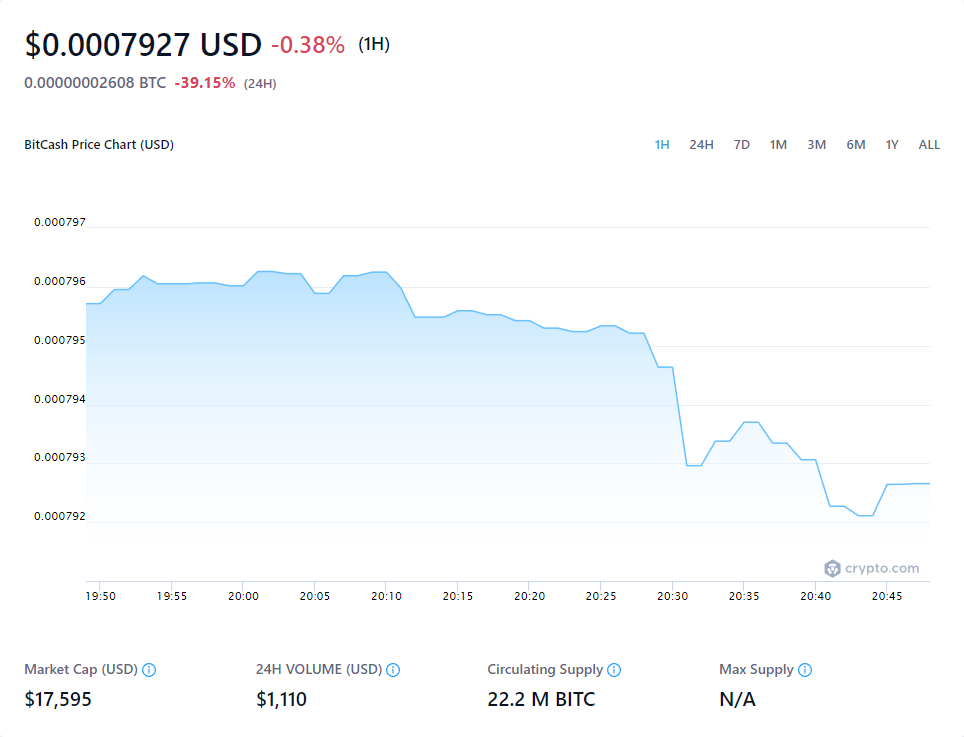 $0.0007927 USD -0.38% (1H)
0.00000002608 BTC -39.15% (24H)
BitCash Price Chart (USD) 1H 24H 7D 1M 3M 6M 1Y ALL
0.000797
0.000796
0.000795
0.000794
0.000793
0.000792
crypto.com
19:50 19:55 20:00 20:05 20:10 20:15 20:20 20:25 20:30 20:35 20:40 20:45
Market Cap (USD) 24H VOLUME (USD) Circulating Supply Max Supply
$17,595 $1,110 22.2 M BITC N/A